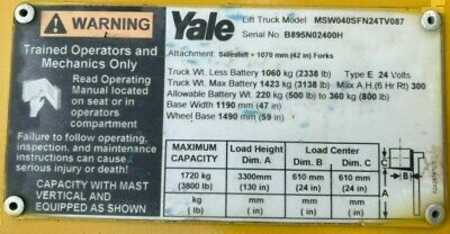 WARNING
Trained Operators and
Mechanics Only
Read Operating
Manual located
on seat or in
operators
compartment
Failure to follow operating,
inspection, and maintenance
instructions can cause
serious injury or death!
CAPACITY WITH MAST
VERTICAL AND
EQUIPPED AS SHOWN
Yale
Lift Truck Model MSW040SFN24TV087
Serial No. B895N02400H
Attachment: Sideshift - 1070 mm (42 in) Forks
Truck Wt. Less Battery 1060 kg (2338 lb) Type E 24 Volts
Truck Wt. Max Battery 1423 kg (3138 lb) Max A.H.(6 Hr Rt) 300
Allowable Battery Wt. 220 kg (500 lb) to 360 kg (800 lb)
Base Width 1190 mm (47 in)
Wheel Base 1490 mm (59 in)
MAXIMUM CAPACITY Load Height Dim. A Load Center Dim. B Dim. C
1720 kg 3300mm 610 mm 610 mm
(3800 lb) (130 in) (24 in) (24 in)
kg mm mm mm
( lb) ( in) ( in) ( in)
C
B
A